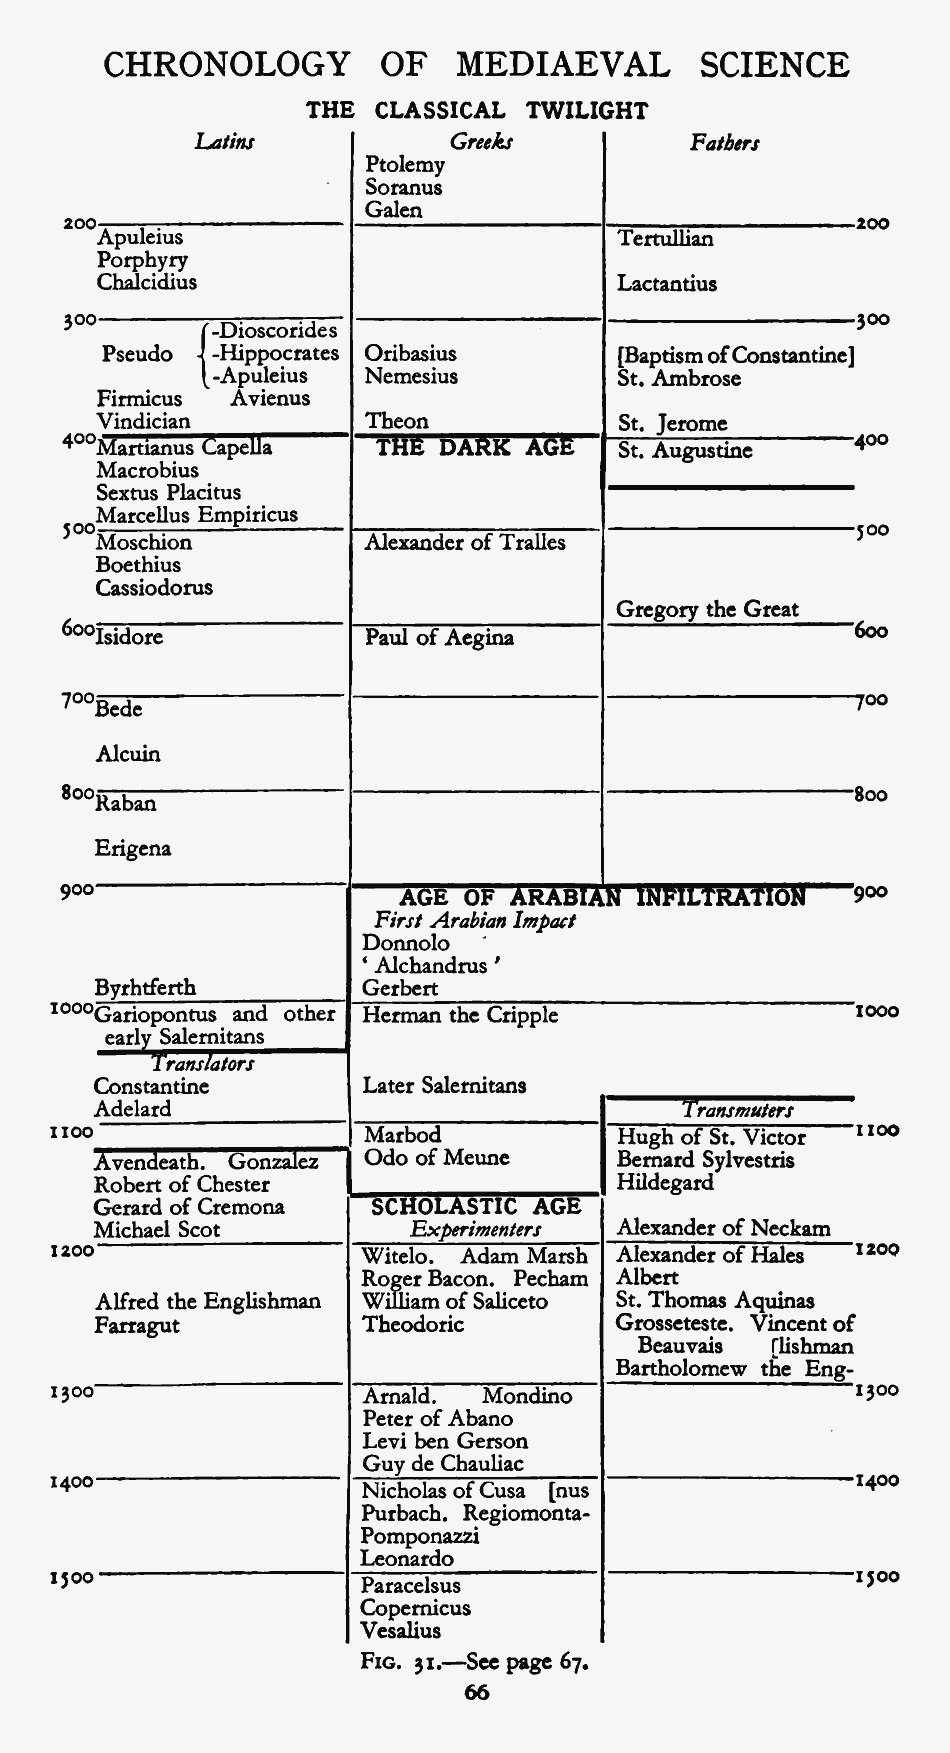 CHRONOLOGY OF MEDIAEVAL SCIENCE
THE CLASSICAL TWILIGHT
Latins Greeks Fathers
Ptolemy
Soranus
Galen
200 200
Apuleius Tertullian
Porphyry
Chalcidius Lactantius
300 300
-Dioscorides
Pseudo { -Hippocrates Oribasius [Baptism of Constantine]
-Apuleius Nemesius St. Ambrose
Firmicus Avienus
Vindician Theon St. Jerome
400 400
Martianus Capella THE DARK AGE St. Augustine
Macrobius
Sextus Placitus
Marcellus Empiricus
500 500
Moschion Alexander of Tralles
Boethius
Cassiodorus
Gregory the Great
600 600
Isidore Paul of Aegina
700 700
Bede
Alcuin
800 800
Raban
Erigena
900 900
AGE OF ARABIAN INFILTRATION
First Arabian Impact
Donnolo
‘ Alchandrus ’
Byrhtferth Gerbert
1000 1000
Gariopontus and other Herman the Cripple
early Salernitans
Translators
Constantine Later Salernitans
Adelard Transmuters
1100 1100
Marbod Hugh of St. Victor
Avendeath. Gonzalez Odo of Meune Bernard Sylvestris
Robert of Chester Hildegard
Gerard of Cremona SCHOLASTIC AGE
Michael Scot Experimenters Alexander of Neckam
1200 1200
Witelo. Adam Marsh Alexander of Hales
Roger Bacon. Pecham Albert
Alfred the Englishman William of Saliceto St. Thomas Aquinas
Farragut Theodoric Grosseteste. Vincent of
Beauvais [lishman
Bartholomew the Eng-
1300 1300
Arnald. Mondino
Peter of Abano
Levi ben Gerson
Guy de Chauliac
1400 1400
Nicholas of Cusa [nus
Purbach. Regiomonta-
Pomponazzi
Leonardo
1500 1500
Paracelsus
Copernicus
Vesalius
FIG. 31.—See page 67.
66